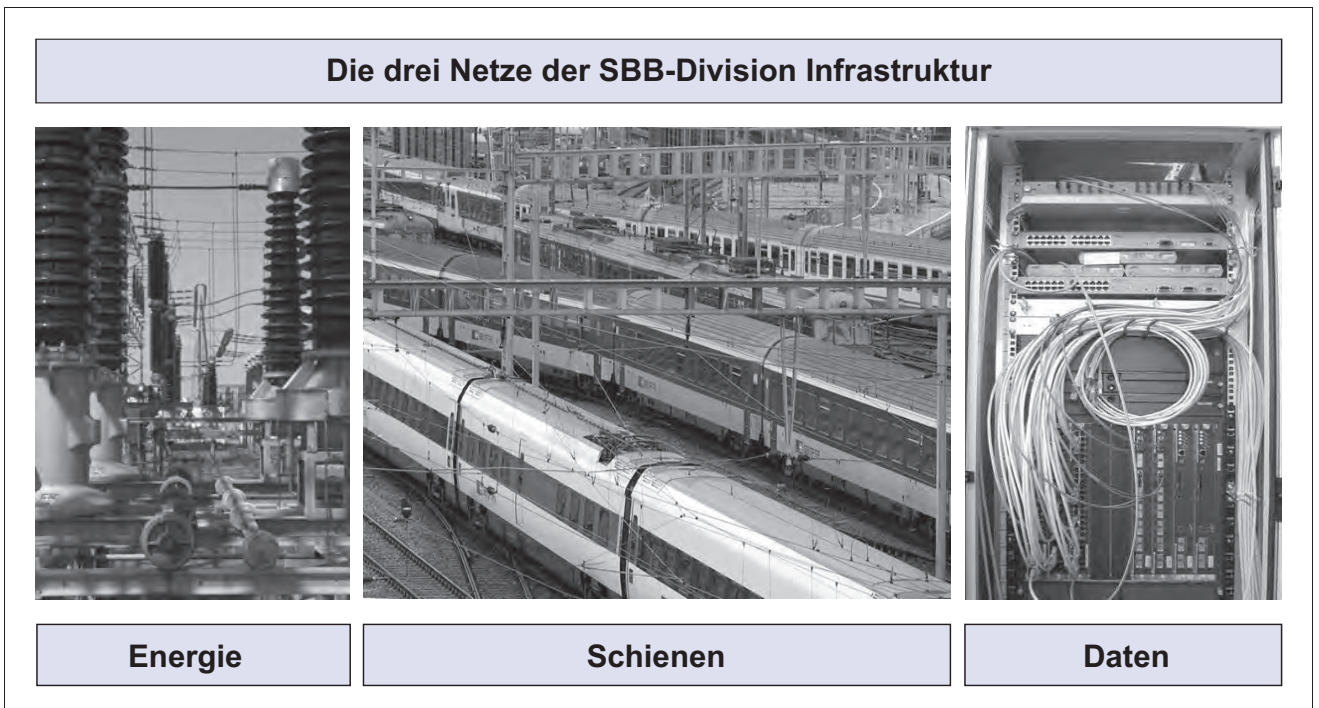 Die drei Netze der SBB-Division Infrastruktur
Energie
Schienen
Daten